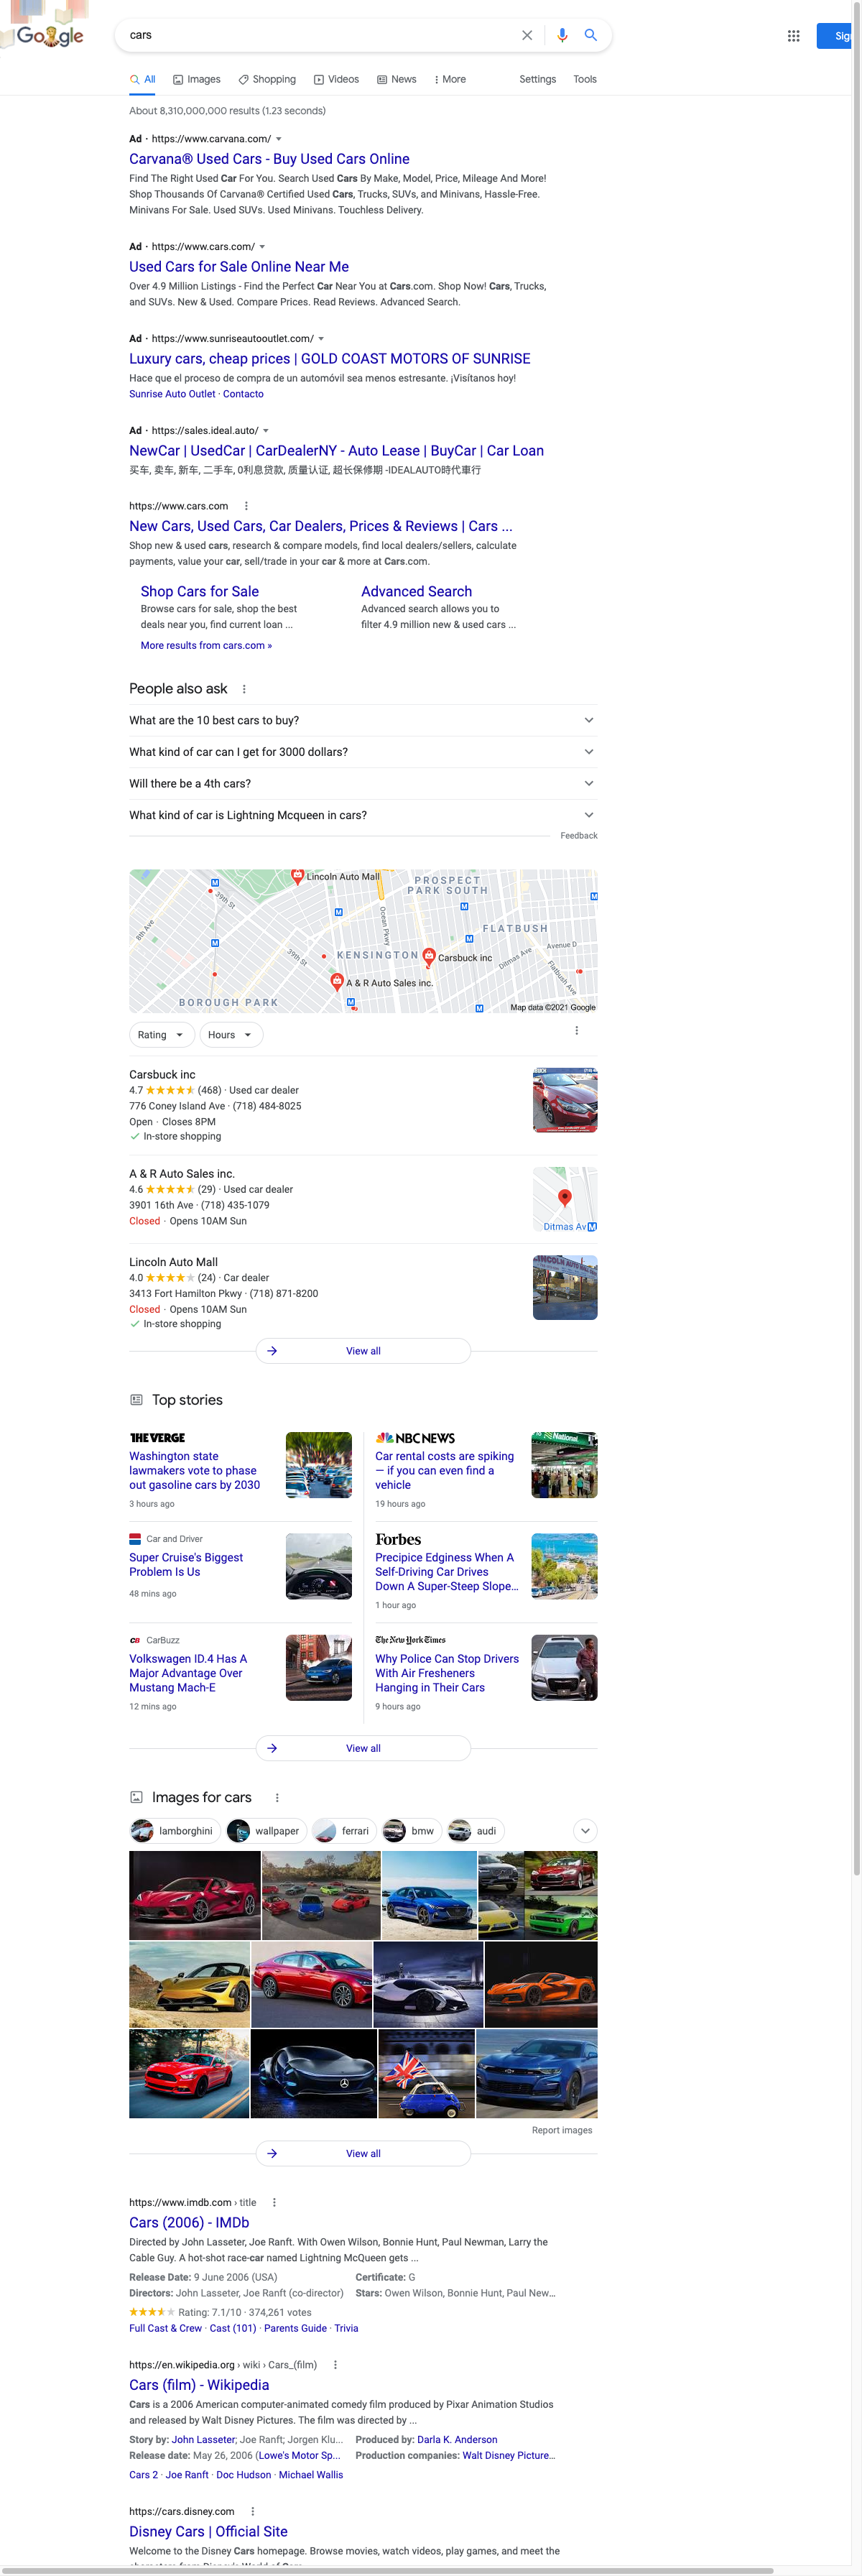 Google
cars
Sig
All
Images
Shopping
Videos
News
More
Settings
Tools
About 8,310,000,000 results (1.23 seconds)
Ad · https://www.carvana.com/
Carvana® Used Cars - Buy Used Cars Online
Find The Right Used Car For You. Search Used Cars By Make, Model, Price, Mileage And More!
Shop Thousands Of Carvana® Certified Used Cars, Trucks, SUVs, and Minivans, Hassle-Free.
Minivans For Sale. Used SUVs. Used Minivans. Touchless Delivery.
Ad · https://www.cars.com/
Used Cars for Sale Online Near Me
Over 4.9 Million Listings - Find the Perfect Car Near You at Cars.com. Shop Now! Cars, Trucks,
and SUVs. New & Used. Compare Prices. Read Reviews. Advanced Search.
Ad · https://www.sunriseautooutlet.com/
Luxury cars, cheap prices | GOLD COAST MOTORS OF SUNRISE
Hace que el proceso de compra de un automóvil sea menos estresante. ¡Visítanos hoy!
Sunrise Auto Outlet · Contacto
Ad · https://sales.ideal.auto/
NewCar | UsedCar | CarDealerNY - Auto Lease | BuyCar | Car Loan
买车, 卖车, 新车, 二手车, 0利息贷款, 质量认证, 超长保修期 -IDEALAUTO時代車行
https://www.cars.com
New Cars, Used Cars, Car Dealers, Prices & Reviews | Cars ...
Shop new & used cars, research & compare models, find local dealers/sellers, calculate
payments, value your car, sell/trade in your car & more at Cars.com.
Shop Cars for Sale
Browse cars for sale, shop the best
deals near you, find current loan ...
Advanced Search
Advanced search allows you to
filter 4.9 million new & used cars ...
More results from cars.com »
People also ask
What are the 10 best cars to buy?
What kind of car can I get for 3000 dollars?
Will there be a 4th cars?
What kind of car is Lightning Mcqueen in cars?
Feedback
Lincoln Auto Mall
PROSPECT
PARK SOUTH
39th St
8th Ave
Ocean Pkwy
FLATBUSH
KENSINGTON
39th St
Carsbuck inc
Avenue D
Ditmas Ave
Flatbush Ave
A & R Auto Sales inc.
BOROUGH PARK
Map data ©2021 Google
Rating
Hours
Carsbuck inc
4.7 (468) · Used car dealer
776 Coney Island Ave · (718) 484-8025
Open · Closes 8PM
In-store shopping
A & R Auto Sales inc.
4.6 (29) · Used car dealer
3901 16th Ave · (718) 435-1079
Closed · Opens 10AM Sun
Ditmas Av
Lincoln Auto Mall
4.0 (24) · Car dealer
3413 Fort Hamilton Pkwy · (718) 871-8200
Closed · Opens 10AM Sun
In-store shopping
View all
Top stories
THE VERGE
Washington state
lawmakers vote to phase
out gasoline cars by 2030
3 hours ago
NBC NEWS
Car rental costs are spiking
— if you can even find a
vehicle
19 hours ago
National
Car and Driver
Super Cruise's Biggest
Problem Is Us
48 mins ago
Forbes
Precipice Edginess When A
Self-Driving Car Drives
Down A Super-Steep Slope...
1 hour ago
CB CarBuzz
Volkswagen ID.4 Has A
Major Advantage Over
Mustang Mach-E
12 mins ago
The New York Times
Why Police Can Stop Drivers
With Air Fresheners
Hanging in Their Cars
9 hours ago
View all
Images for cars
lamborghini
wallpaper
ferrari
bmw
audi
Report images
View all
https://www.imdb.com › title
Cars (2006) - IMDb
Directed by John Lasseter, Joe Ranft. With Owen Wilson, Bonnie Hunt, Paul Newman, Larry the
Cable Guy. A hot-shot race-car named Lightning McQueen gets ...
Release Date: 9 June 2006 (USA)
Certificate: G
Directors: John Lasseter, Joe Ranft (co-director)
Stars: Owen Wilson, Bonnie Hunt, Paul New...
Rating: 7.1/10 · 374,261 votes
Full Cast & Crew · Cast (101) · Parents Guide · Trivia
https://en.wikipedia.org › wiki › Cars_(film)
Cars (film) - Wikipedia
Cars is a 2006 American computer-animated comedy film produced by Pixar Animation Studios
and released by Walt Disney Pictures. The film was directed by ...
Story by: John Lasseter; Joe Ranft; Jorgen Klu...
Produced by: Darla K. Anderson
Release date: May 26, 2006 (Lowe's Motor Sp...
Production companies: Walt Disney Picture...
Cars 2 · Joe Ranft · Doc Hudson · Michael Wallis
https://cars.disney.com
Disney Cars | Official Site
Welcome to the Disney Cars homepage. Browse movies, watch videos, play games, and meet the